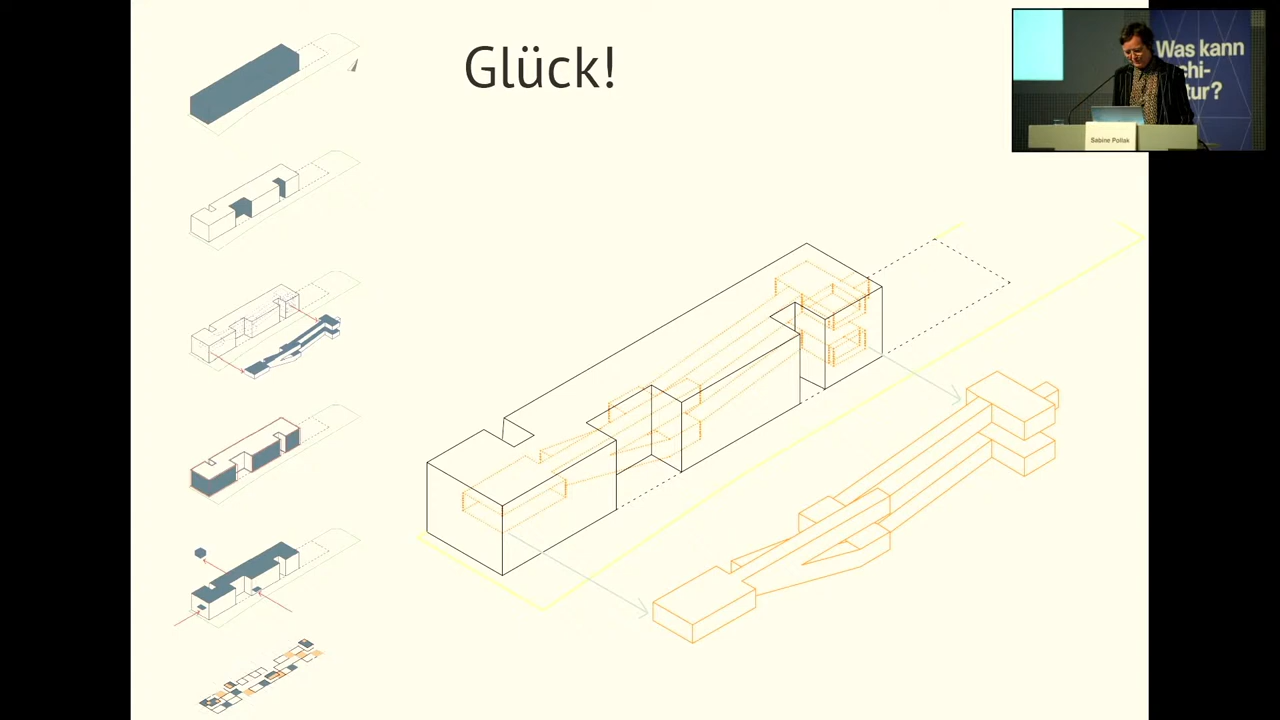 Glück!
Was kann
chi-
tur?
Sabine Pollak